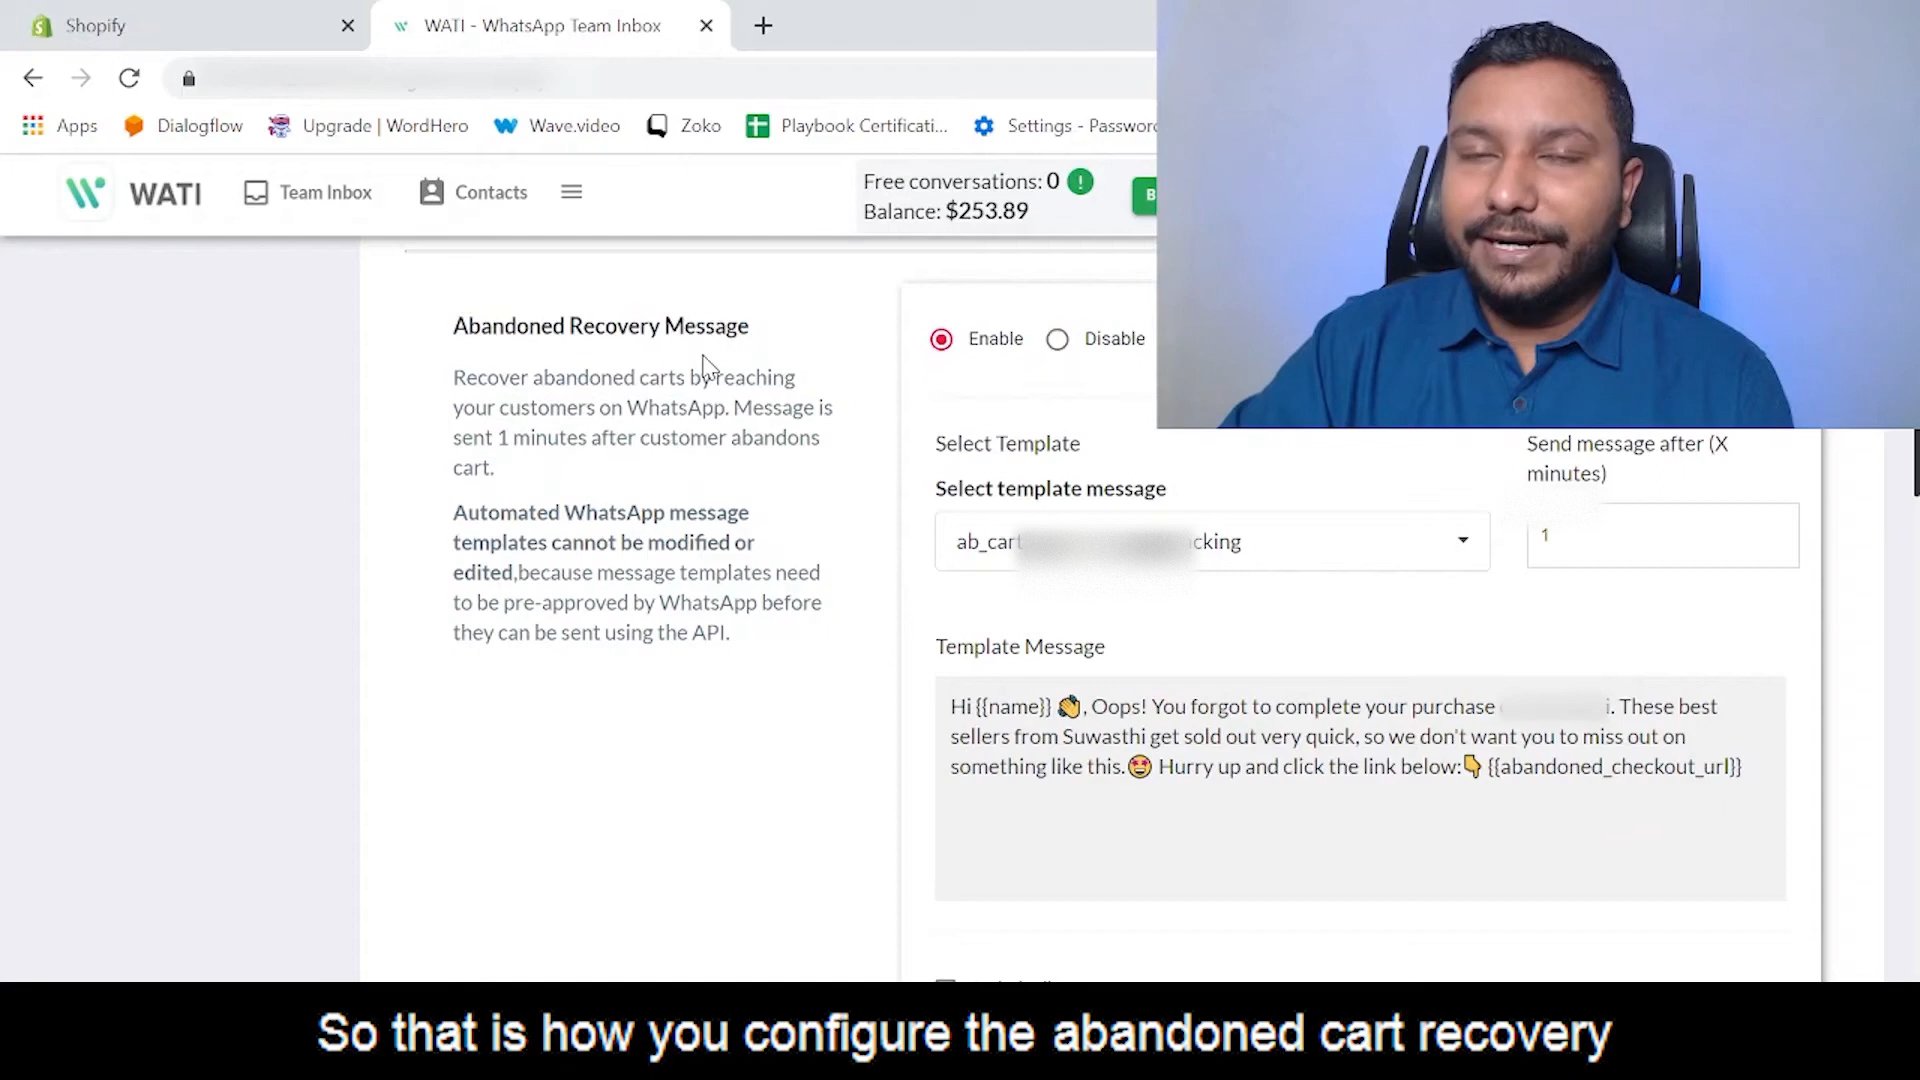 Shopify
WATI - WhatsApp Team Inbox
Apps
Dialogflow
Upgrade | WordHero
Wave.video
Zoko
Playbook Certificati...
Settings - Password
WATI
Team Inbox
Contacts
Free conversations: 0
Balance: $253.89
B
Abandoned Recovery Message
Recover abandoned carts by reaching
your customers on WhatsApp. Message is
sent 1 minutes after customer abandons
cart.
Automated WhatsApp message
templates cannot be modified or
edited,because message templates need
to be pre-approved by WhatsApp before
they can be sent using the API.
Enable
Disable
Select Template
Send message after (X
minutes)
Select template message
ab_cart icking
1
Template Message
Hi {{name}} 👏, Oops! You forgot to complete your purchase i. These best
sellers from Suwasthi get sold out very quick, so we don't want you to miss out on
something like this.🤩 Hurry up and click the link below:👇 {{abandoned_checkout_url}}
So that is how you configure the abandoned cart recovery